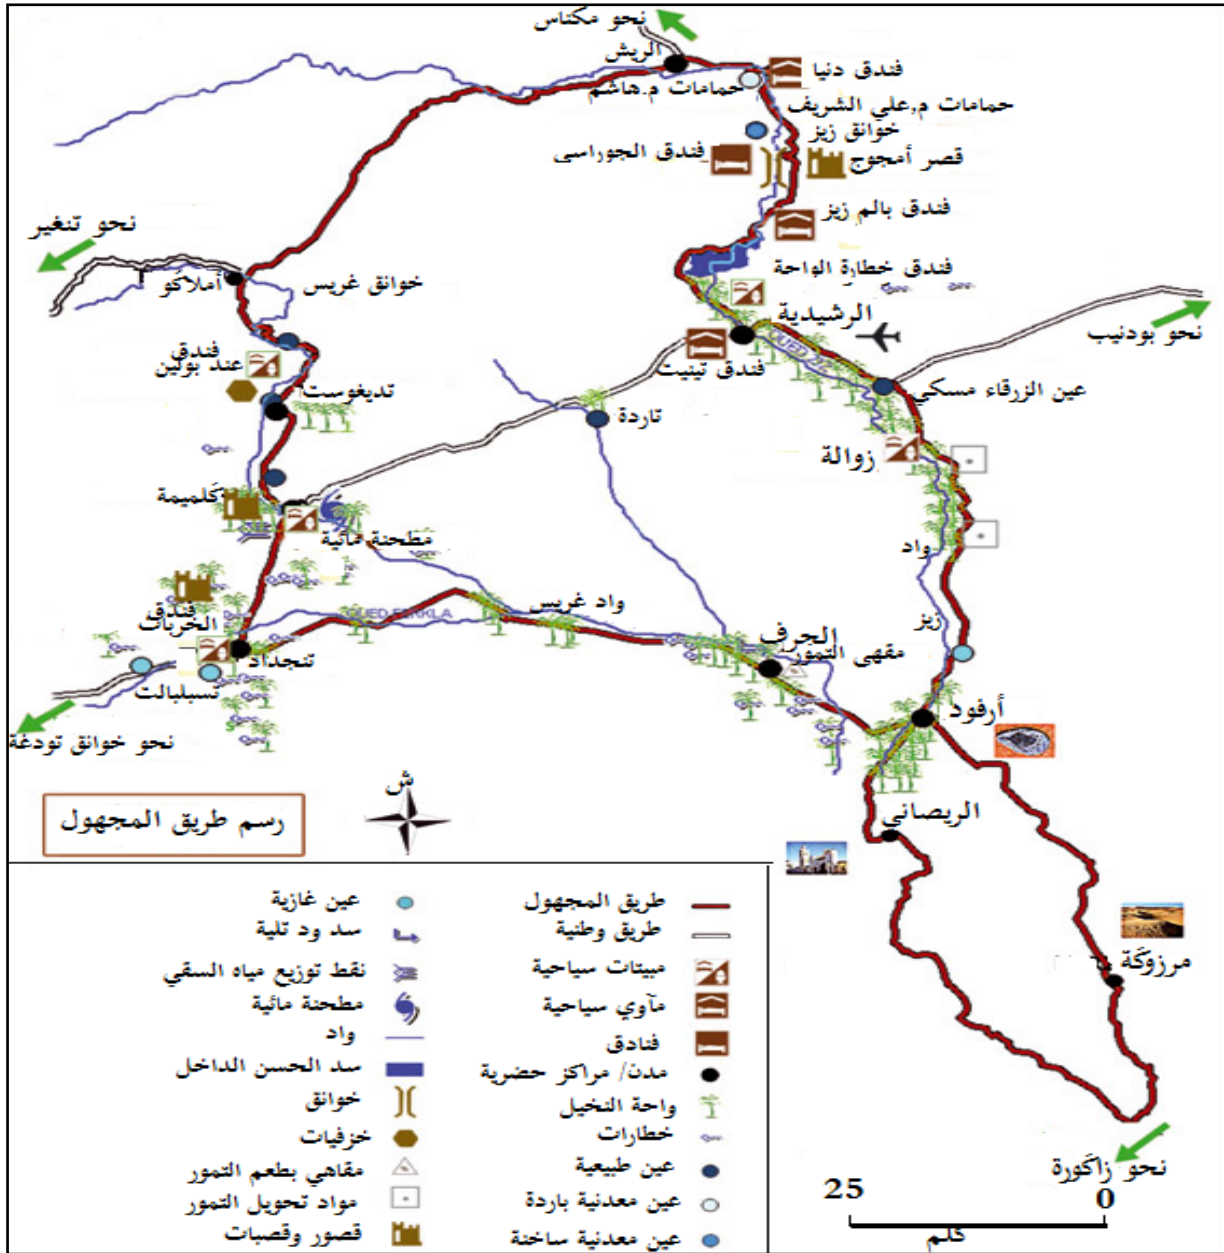 نحو مكناس
الريش
فندق دنيا
حمامات م.هاشم
حمامات م,علي الشريف
خوانق زيز
فندق الجوراسي
قصر أمجوج
فندق بالم زيز
نحو تنغير
أملاكو
خوانق غريس
فندق خطارة الواحة
الرشيدية
نحو بودنيب
فندق
عند بولين
فندق تينيت
OUED ZIZ
تديغوست
تاردة
عين الزرقاء مسكي
زوالة
كلميمة
مطحنة مائية
واد
فندق
الخربات
OUED FERKLA
واد غريس
زيز
الجرف
مقهى التمور
تنجداد
تسبلبالت
أرفود
نحو خوانق تودغة
ش
رسم طريق المجهول
الريصاني
مرزوكة
نحو زاكورة
طريق المجهول
طريق وطنية
مبيتات سياحية
مآوي سياحية
فنادق
مدن/ مراكز حضرية
واحة النخيل
خطارات
عين طبيعية
عين معدنية باردة
عين معدنية ساخنة
عين غازية
سد ود تلية
نقط توزيع مياه السقي
مطحنة مائية
واد
سد الحسن الداخل
خوانق
خزفيات
مقاهي بطعم التمور
مواد تحويل التمور
قصور وقصبات
25 0
كلم